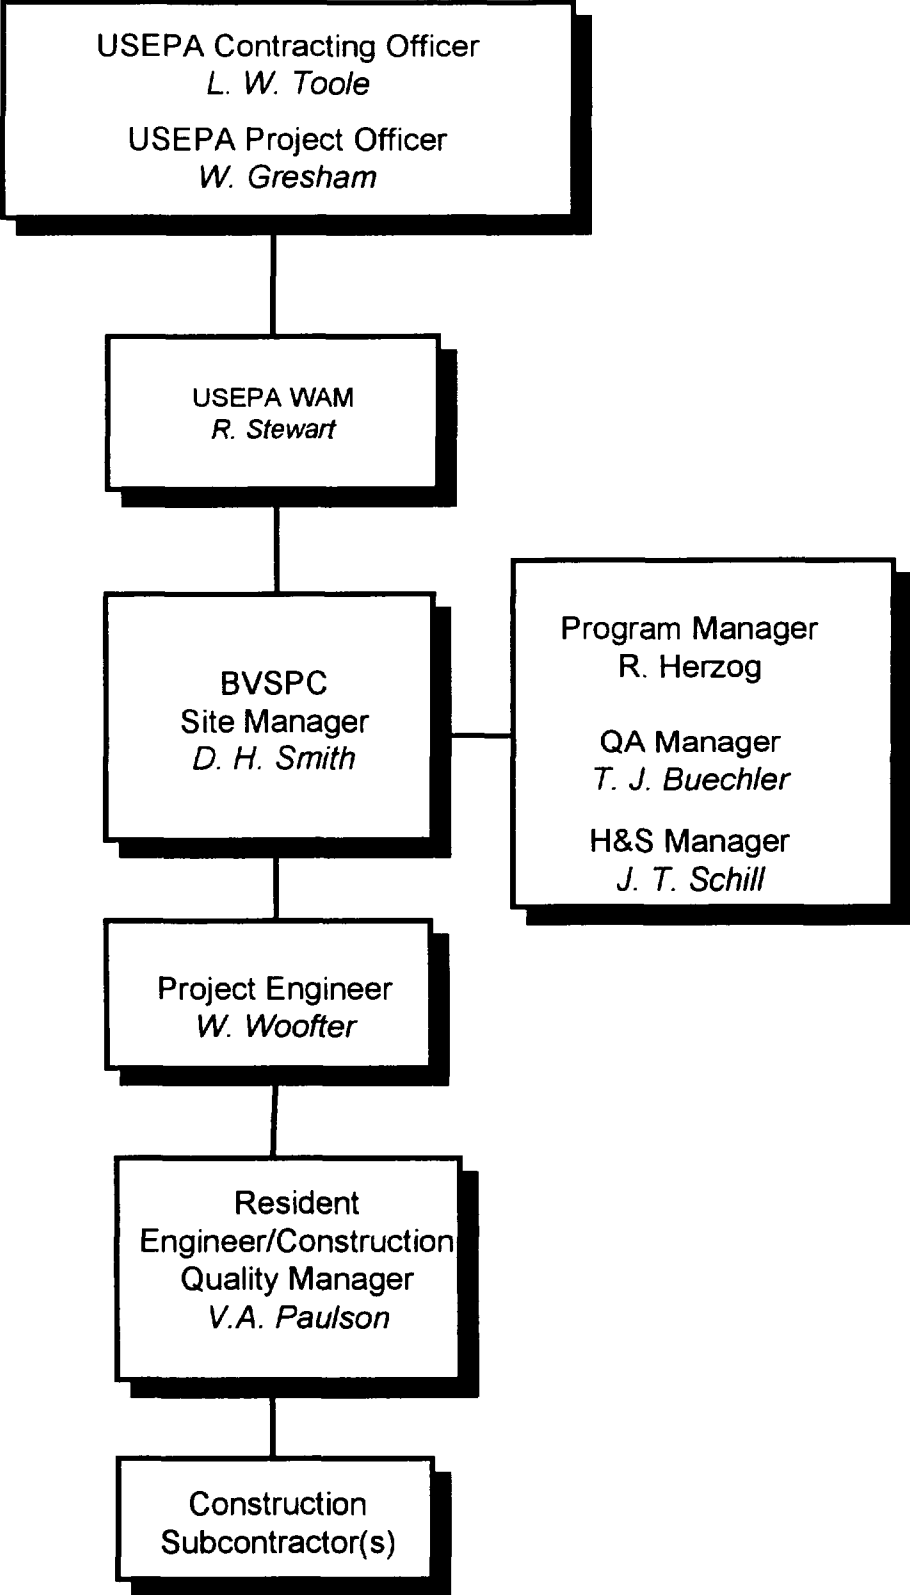 USEPA Contracting Officer
L. W. Toole
USEPA Project Officer
W. Gresham
USEPA WAM
R. Stewart
BVSPC
Site Manager
D. H. Smith
Program Manager
R. Herzog
QA Manager
T. J. Buechler
H&S Manager
J. T. Schill
Project Engineer
W. Woofter
Resident
Engineer/Construction
Quality Manager
V.A. Paulson
Construction
Subcontractor(s)